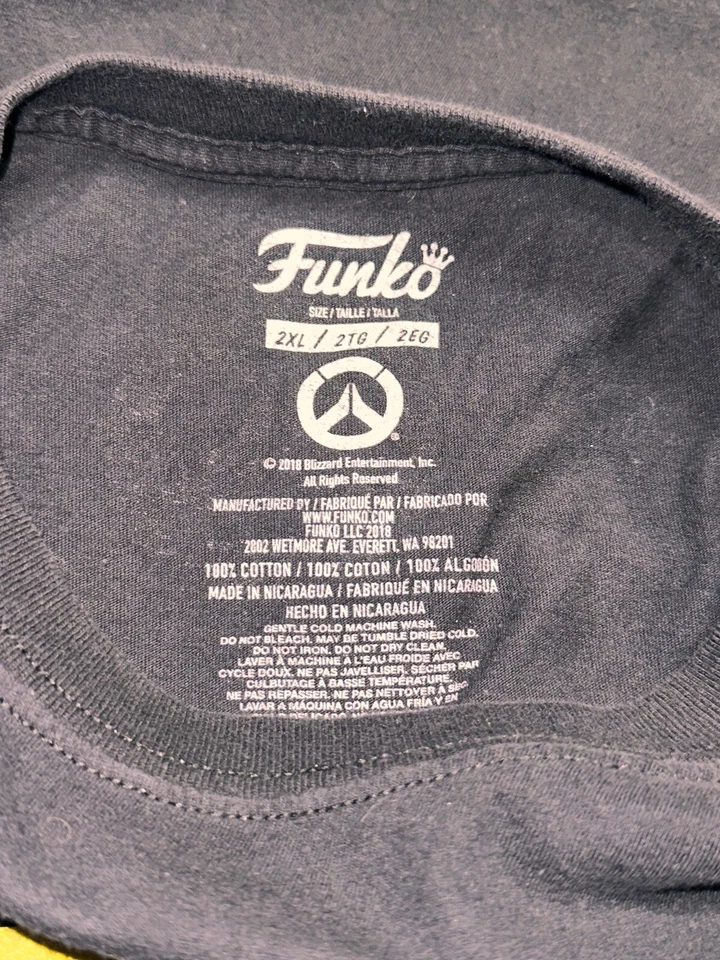 Funko
SIZE / TAILLE / TALLA
2XL / 2TG / 2EG
®
© 2018 Blizzard Entertainment, Inc.
All Rights Reserved
MANUFACTURED BY / FABRIQUÉ PAR / FABRICADO POR
WWW.FUNKO.COM
FUNKO LLC 2018
2002 WETMORE AVE. EVERETT, WA 98201
100% COTTON / 100% COTON / 100% ALGODÓN
MADE IN NICARAGUA / FABRIQUÉ EN NICARAGUA
HECHO EN NICARAGUA
GENTLE COLD MACHINE WASH.
DO NOT BLEACH. MAY BE TUMBLE DRIED COLD.
DO NOT IRON. DO NOT DRY CLEAN.
LAVER À MACHINE À L'EAU FROIDE AVEC
CYCLE DOUX. NE PAS JAVELLISER. SÉCHER PAR
CULBUTAGE À BASSE TEMPÉRATURE.
NE PAS REPASSER. NE PAS NETTOYER À SEC
LAVAR A MÁQUINA CON AGUA FRÍA Y EN